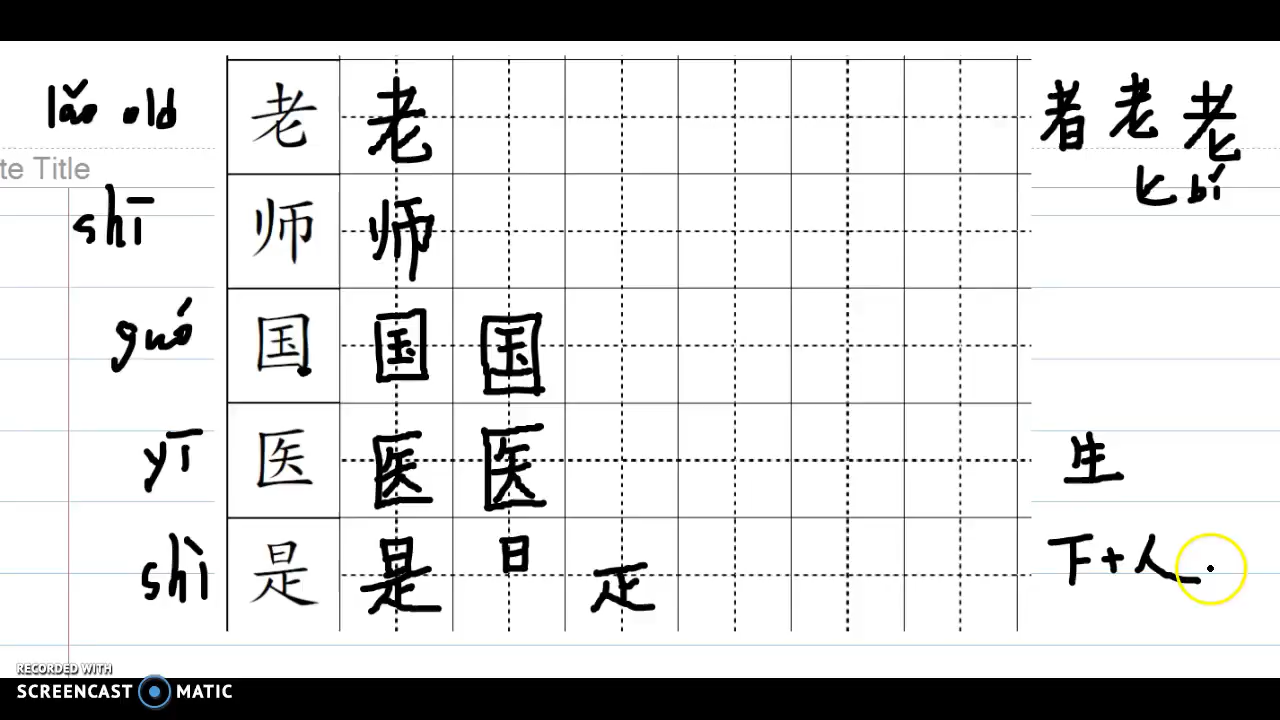 lǎo old 老 老 者 老 老
te Title
匕 bí
shī 师 师
guó 国 国 国
yī 医 医 医 生
shì 是 是 日 疋 下+人
RECORDED WITH
SCREENCAST MATIC